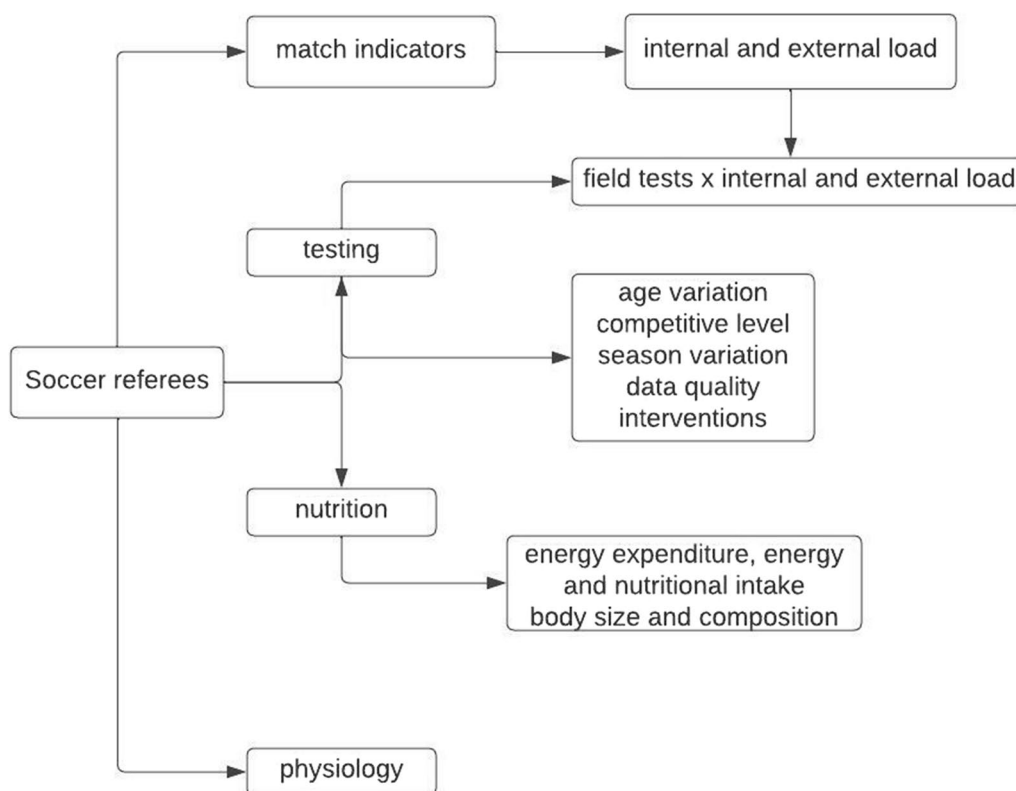 match indicators
internal and external load
field tests x internal and external load
testing
age variation
competitive level
season variation
data quality
interventions
Soccer referees
nutrition
energy expenditure, energy
and nutritional intake
body size and composition
physiology